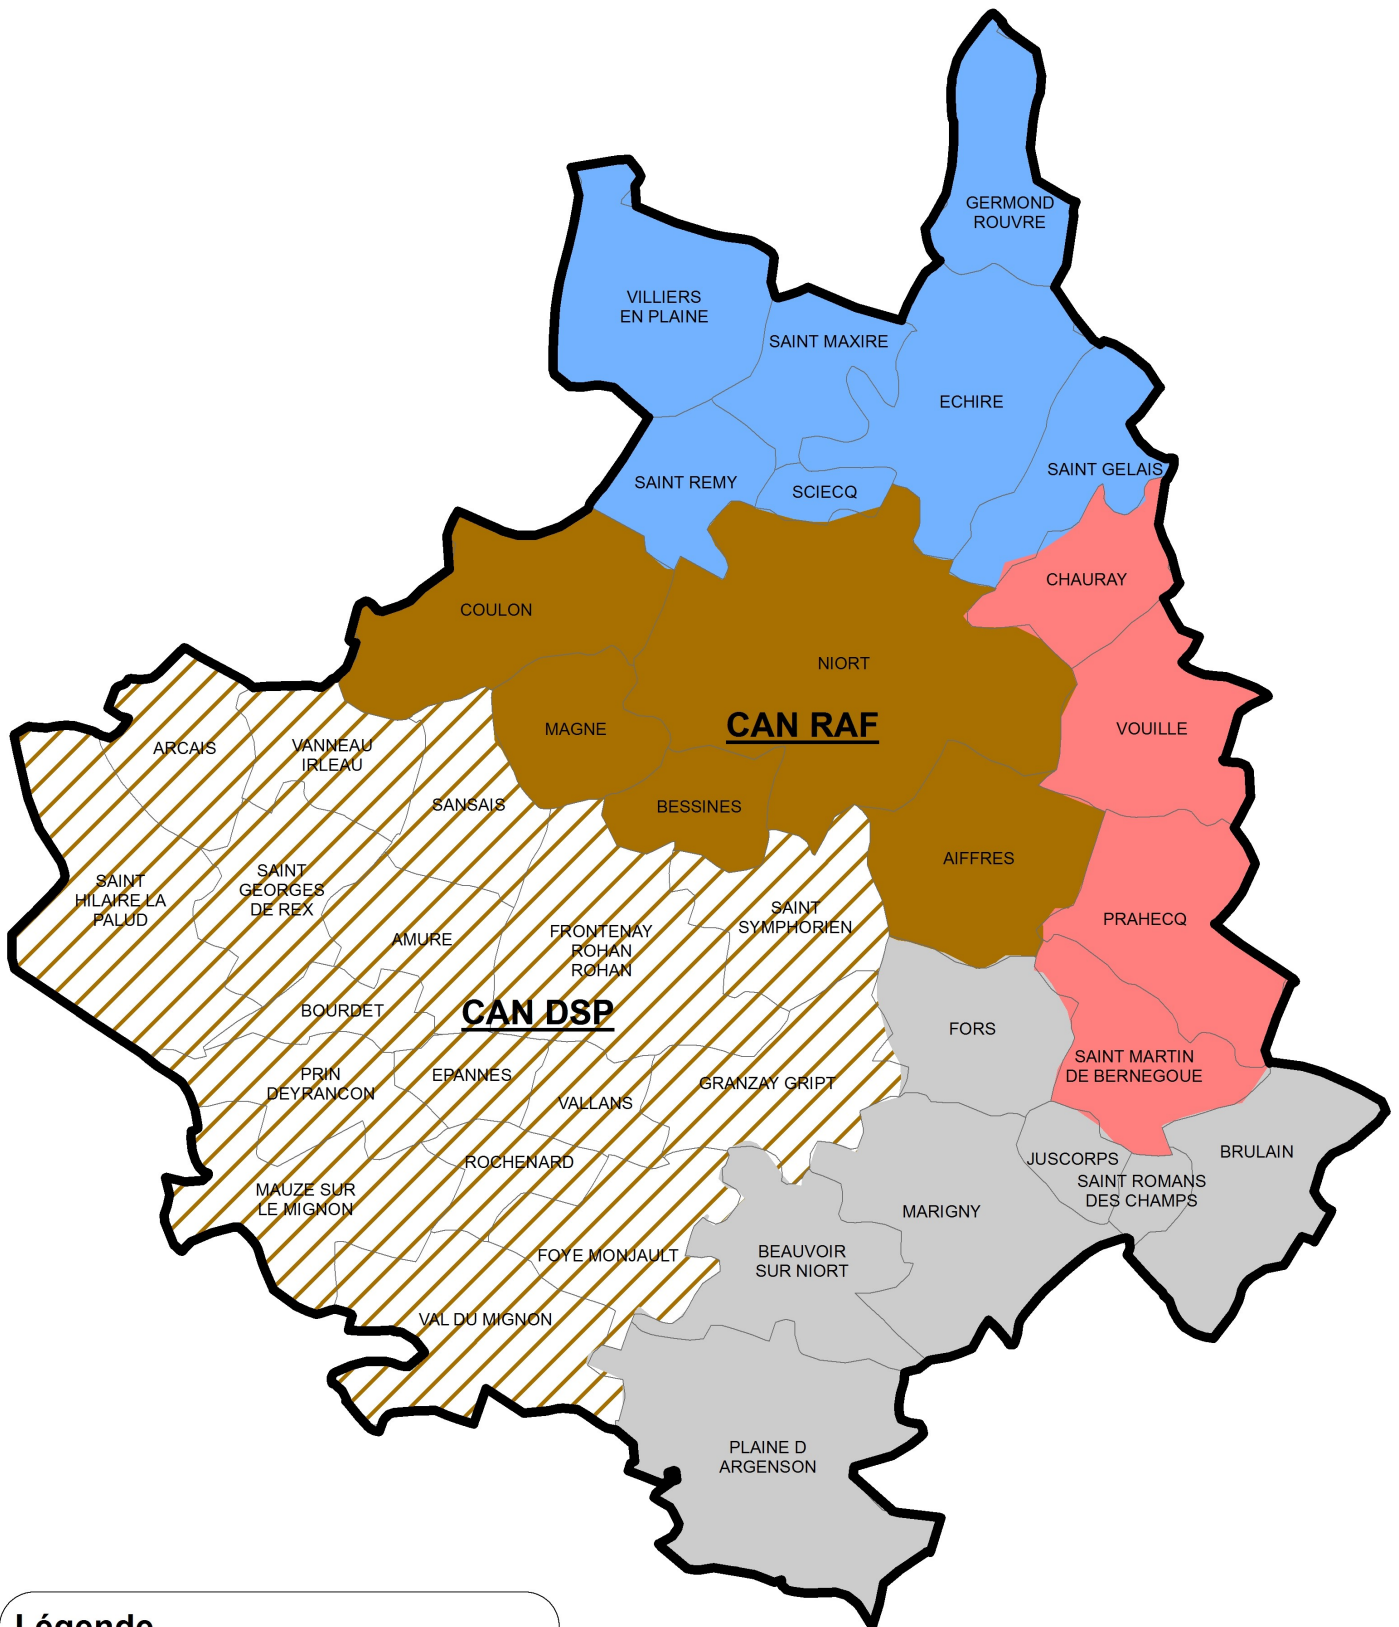 GERMOND
ROUVRE
VILLIERS
EN PLAINE
SAINT MAXIRE
ECHIRE
SAINT GELAIS
SAINT REMY
SCIECQ
CHAURAY
COULON
NIORT
CAN RAF
MAGNE
VOUILLE
ARCAIS
VANNEAU
IRLEAU
SANSAIS
BESSINES
AIFFRES
SAINT
HILAIRE LA
PALUD
SAINT
GEORGES
DE REX
AMURE
FRONTENAY
ROHAN
ROHAN
SAINT
SYMPHORIEN
PRAHECQ
BOURDET
CAN DSP
FORS
PRIN
DEYRANCON
EPANNES
VALLANS
GRANZAY GRIPT
SAINT MARTIN
DE BERNEGOUE
ROCHENARD
JUSCORPS
BRULAIN
MAUZE SUR
LE MIGNON
SAINT ROMANS
DES CHAMPS
MARIGNY
FOYE MONJAULT
BEAUVOIR
SUR NIORT
VAL DU MIGNON
PLAINE D
ARGENSON
Légende